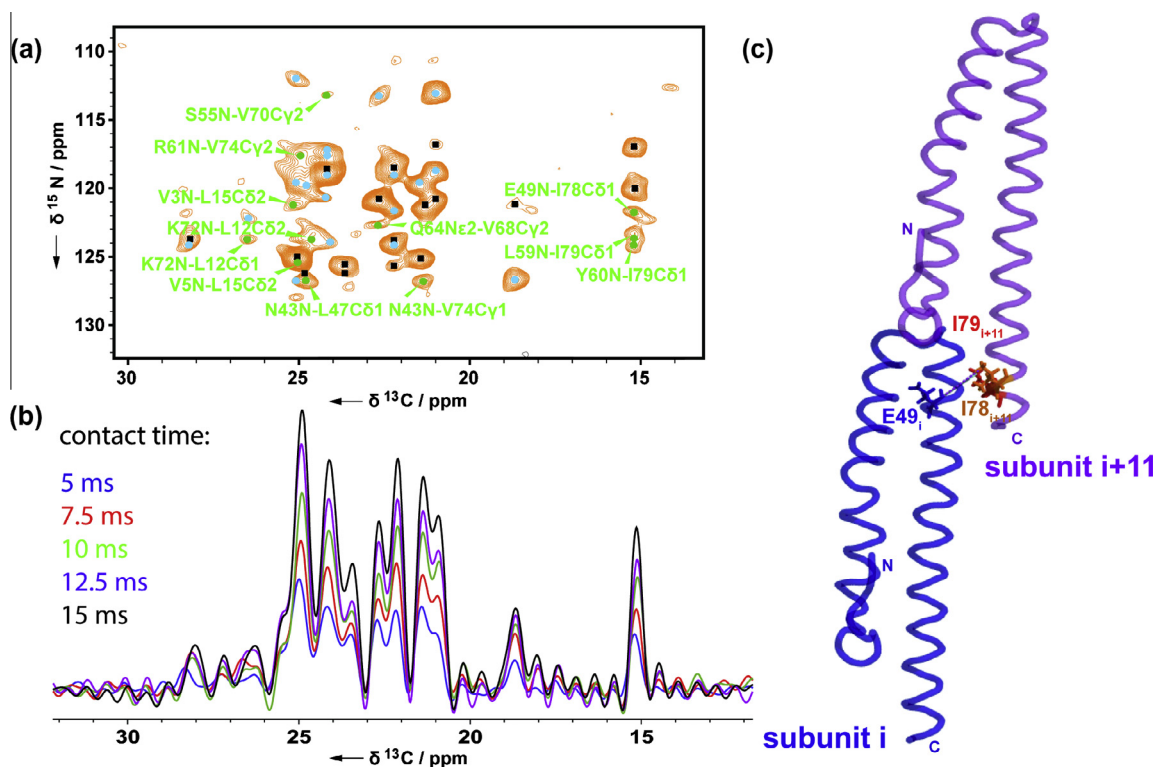 (a)
110
115
120
125
130
δ ¹⁵N / ppm
S55N-V70Cγ2
R61N-V74Cγ2
V3N-L15Cδ2
K72N-L12Cδ2
K72N-L12Cδ1
V5N-L15Cδ2
N43N-L47Cδ1
N43N-V74Cγ1
Q64Nε2-V68Cγ2
E49N-I78Cδ1
L59N-I79Cδ1
Y60N-I79Cδ1
30
25
20
15
δ ¹³C / ppm
(b)
contact time:
5 ms
7.5 ms
10 ms
12.5 ms
15 ms
30
25
20
15
δ ¹³C / ppm
(c)
N
I79i+11
E49i
I78i+11
C
subunit i+11
N
subunit i
C